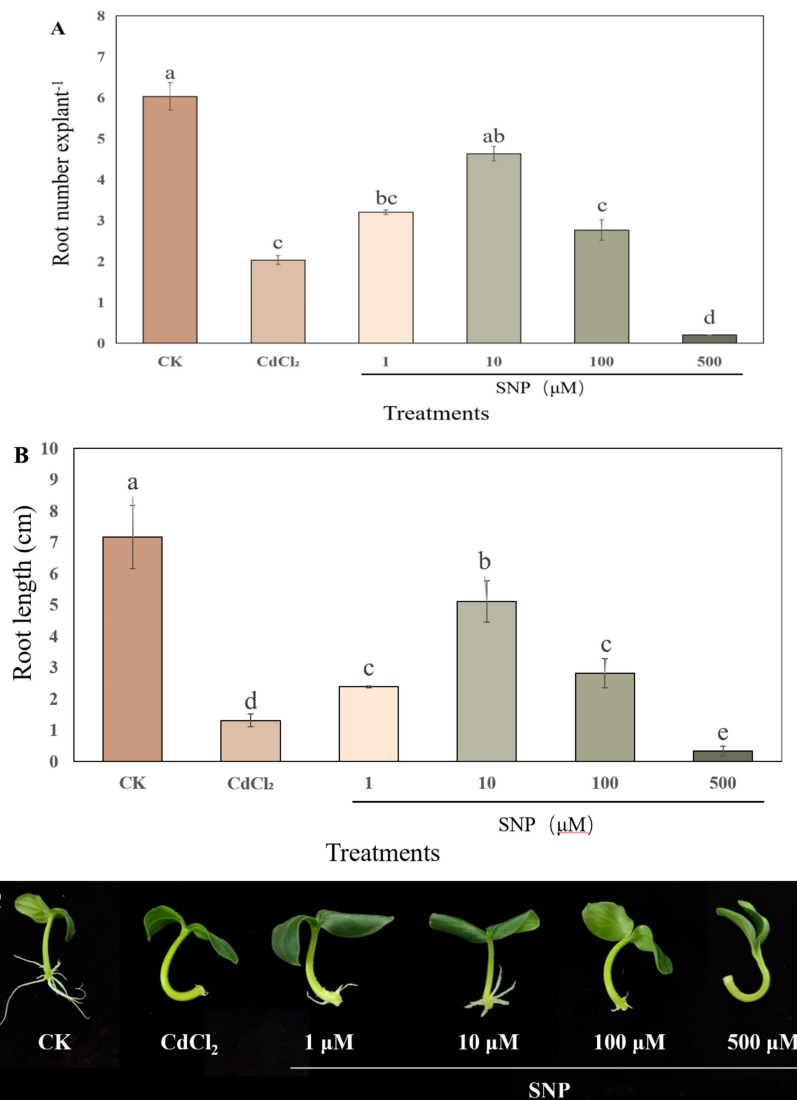 A
8
7
6
5
4
3
2
1
0
Root number explant⁻¹
a
c
bc
ab
c
d
CK CdCl₂ 1 10 100 500
SNP（μM）
Treatments
B
10
9
8
7
6
5
4
3
2
1
0
Root length (cm)
a
d
c
b
c
e
CK CdCl₂ 1 10 100 500
SNP （μM）
Treatments
CK CdCl₂ 1 μM 10 μM 100 μM 500 μM
SNP